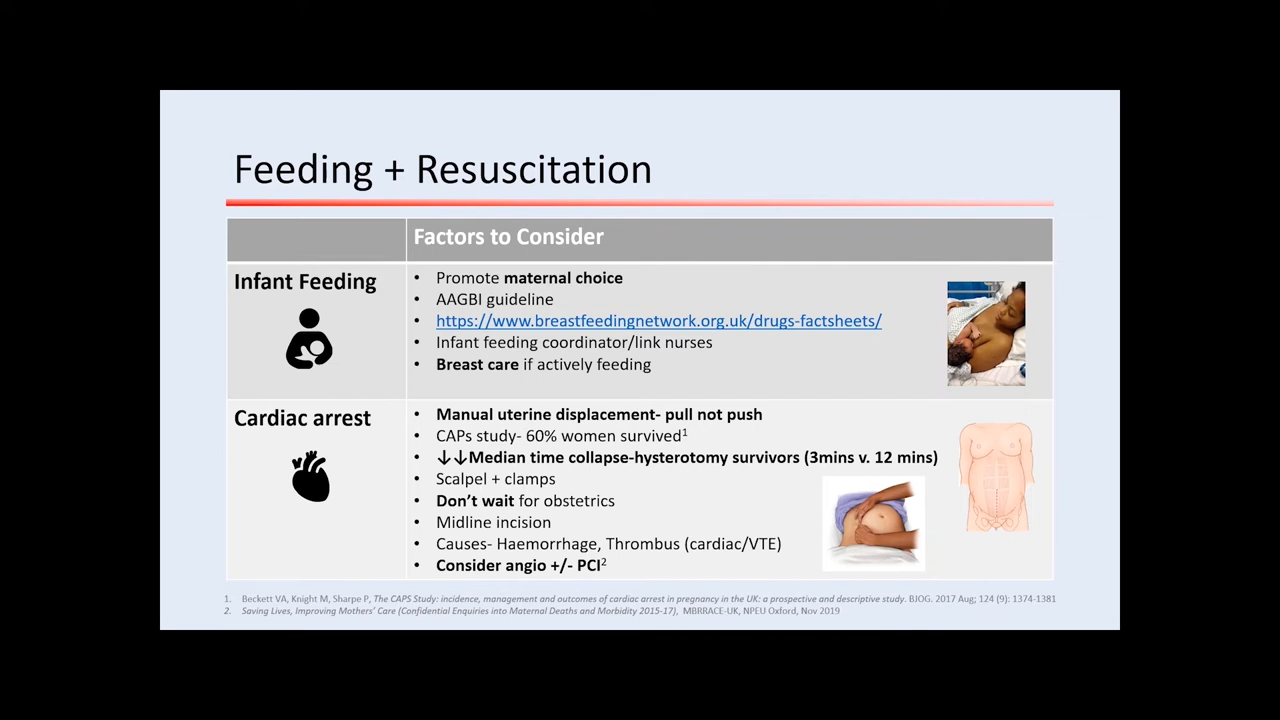 Feeding + Resuscitation
Factors to Consider
Infant Feeding
• Promote maternal choice
• AAGBI guideline
• https://www.breastfeedingnetwork.org.uk/drugs-factsheets/
• Infant feeding coordinator/link nurses
• Breast care if actively feeding
Cardiac arrest
• Manual uterine displacement- pull not push
• CAPs study- 60% women survived¹
• ↓↓Median time collapse-hysterotomy survivors (3mins v. 12 mins)
• Scalpel + clamps
• Don't wait for obstetrics
• Midline incision
• Causes- Haemorrhage, Thrombus (cardiac/VTE)
• Consider angio +/- PCI²
1. Beckett VA, Knight M, Sharpe P, The CAPS Study: incidence, management and outcomes of cardiac arrest in pregnancy in the UK: a prospective and descriptive study. BJOG. 2017 Aug; 124 (9): 1374-1381
2. Saving Lives, Improving Mothers' Care (Confidential Enquiries into Maternal Deaths and Morbidity 2015-17), MBRRACE-UK, NPEU Oxford, Nov 2019